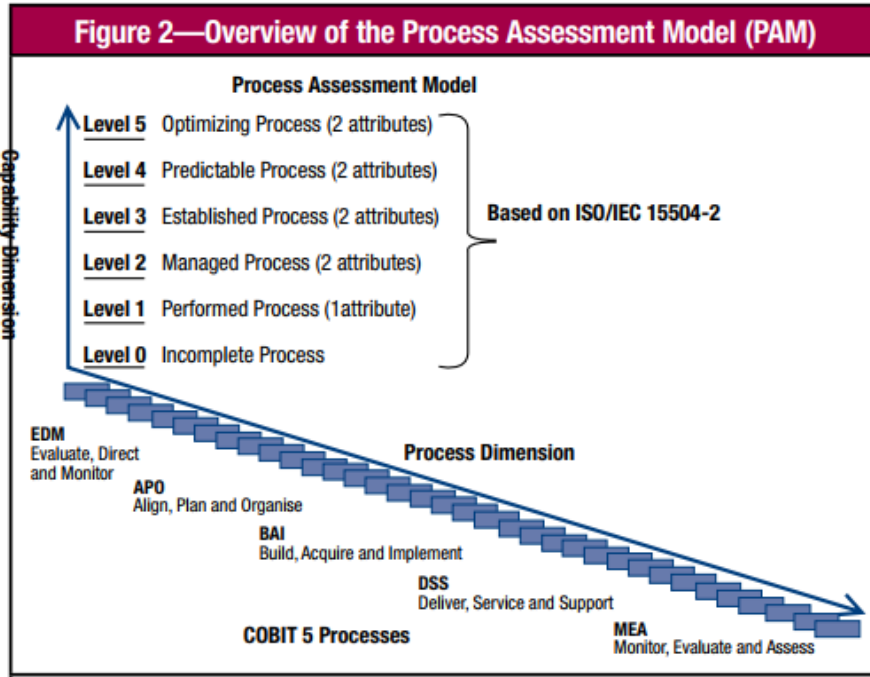 Figure 2—Overview of the Process Assessment Model (PAM)
Process Assessment Model
Capability Dimension
Level 5 Optimizing Process (2 attributes)
Level 4 Predictable Process (2 attributes)
Level 3 Established Process (2 attributes)
Based on ISO/IEC 15504-2
Level 2 Managed Process (2 attributes)
Level 1 Performed Process (1attribute)
Level 0 Incomplete Process
EDM
Evaluate, Direct
and Monitor
Process Dimension
APO
Align, Plan and Organise
BAI
Build, Acquire and Implement
DSS
Deliver, Service and Support
MEA
Monitor, Evaluate and Assess
COBIT 5 Processes